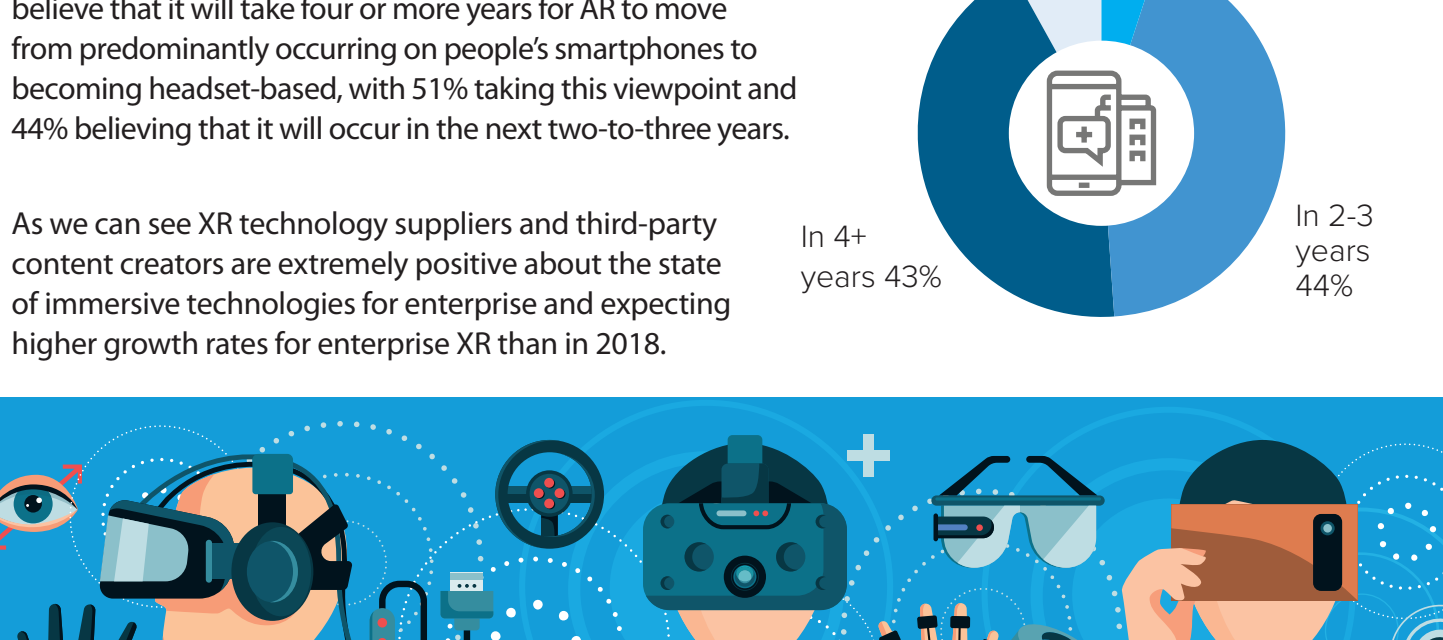 believe that it will take four or more years for AR to move
from predominantly occurring on people’s smartphones to
becoming headset-based, with 51% taking this viewpoint and
44% believing that it will occur in the next two-to-three years.
As we can see XR technology suppliers and third-party
content creators are extremely positive about the state
of immersive technologies for enterprise and expecting
higher growth rates for enterprise XR than in 2018.
In 4+
years 43%
In 2-3
years
44%